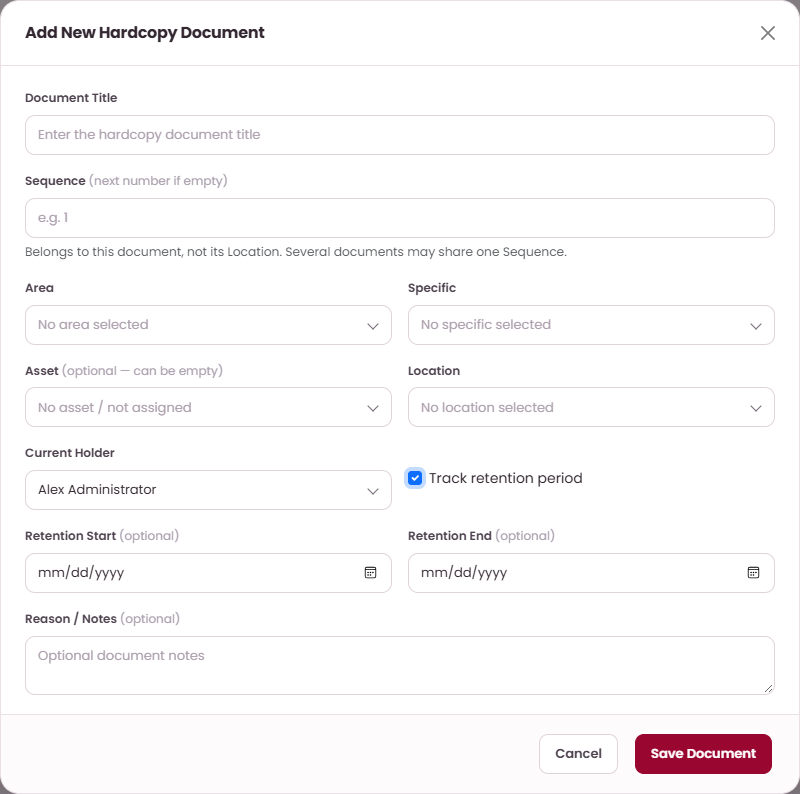 Add New Hardcopy Document
Document Title
Enter the hardcopy document title
Sequence (next number if empty)
e.g. 1
Belongs to this document, not its Location. Several documents may share one Sequence.
Area
Specific
No area selected
No specific selected
Asset (optional — can be empty)
Location
No asset / not assigned
No location selected
Current Holder
Alex Administrator
Track retention period
Retention Start (optional)
Retention End (optional)
mm/dd/yyyy
mm/dd/yyyy
Reason / Notes (optional)
Optional document notes
Cancel
Save Document